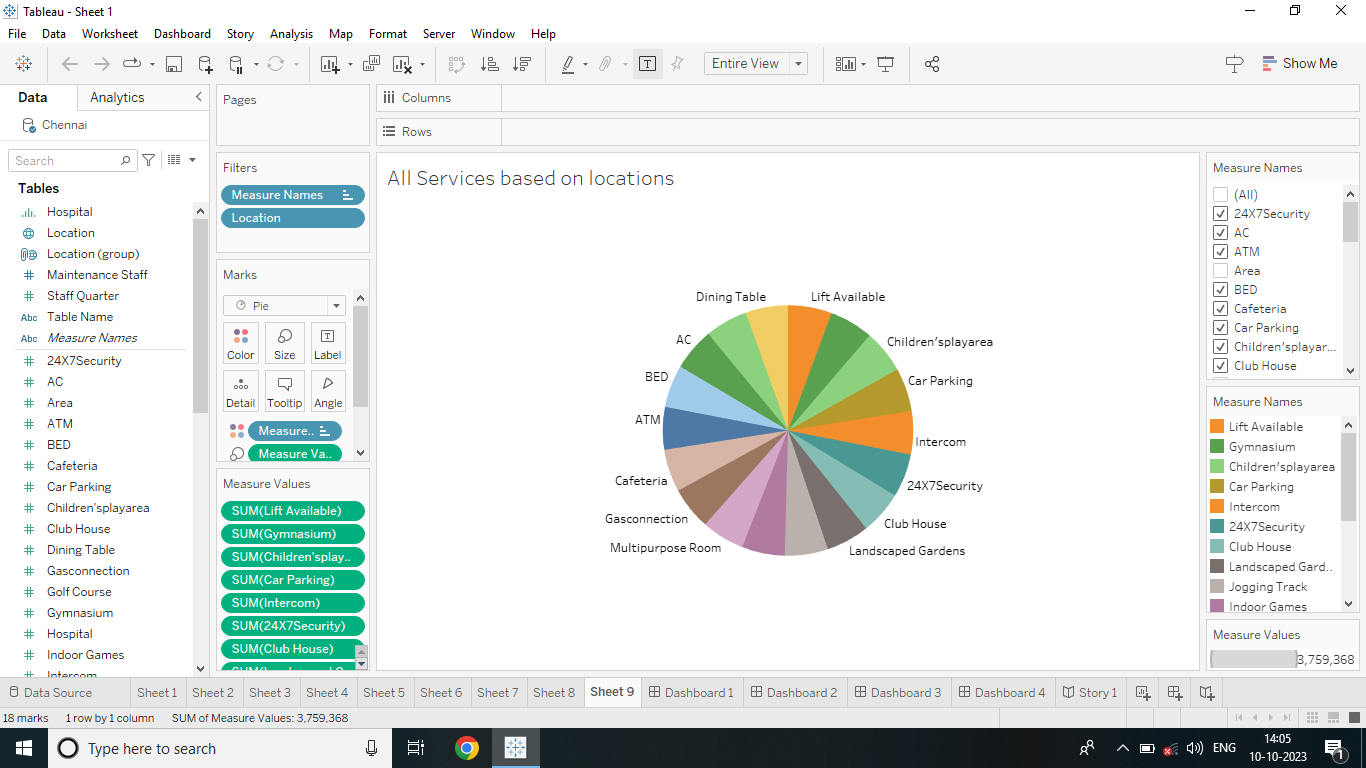 Tableau - Sheet 1
File Data Worksheet Dashboard Story Analysis Map Format Server Window Help
Entire View
Show Me
Data Analytics
Chennai
Search
Tables
Hospital
Location
Location (group)
Maintenance Staff
Staff Quarter
Abc Table Name
Abc Measure Names
24X7Security
AC
Area
ATM
BED
Cafeteria
Car Parking
Children'splayarea
Club House
Dining Table
Gasconnection
Golf Course
Gymnasium
Hospital
Indoor Games
Intercom
Pages
Filters
Measure Names
Location
Marks
Pie
Color Size Label
Detail Tooltip Angle
Measure..
Measure Va..
Measure Values
SUM(Lift Available)
SUM(Gymnasium)
SUM(Children'splay..
SUM(Car Parking)
SUM(Intercom)
SUM(24X7Security)
SUM(Club House)
Columns
Rows
All Services based on locations
Dining Table Lift Available
AC Children'splayarea
BED Car Parking
ATM Intercom
Cafeteria 24X7Security
Gasconnection Club House
Multipurpose Room Landscaped Gardens
Measure Names
(All)
24X7Security
AC
ATM
Area
BED
Cafeteria
Car Parking
Children'splayar...
Club House
Measure Names
Lift Available
Gymnasium
Children'splayarea
Car Parking
Intercom
24X7Security
Club House
Landscaped Gard..
Jogging Track
Indoor Games
Measure Values
3,759,368
Data Source Sheet 1 Sheet 2 Sheet 3 Sheet 4 Sheet 5 Sheet 6 Sheet 7 Sheet 8 Sheet 9 Dashboard 1 Dashboard 2 Dashboard 3 Dashboard 4 Story 1
18 marks 1 row by 1 column SUM of Measure Values: 3,759,368
Type here to search
ENG
14:05
10-10-2023
1